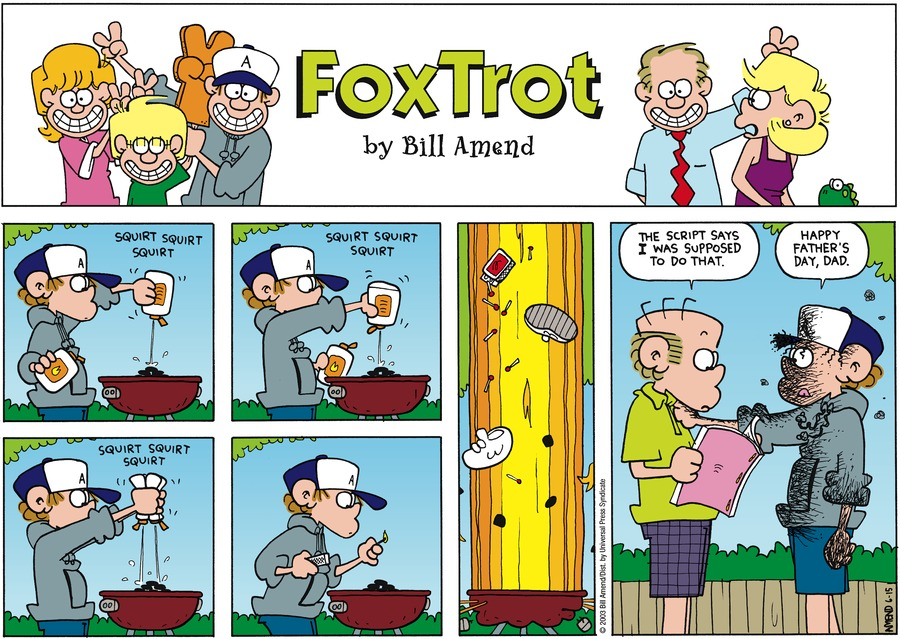 A
FOXTROT
by Bill Amend
SQUIRT SQUIRT
SQUIRT
A
SQUIRT SQUIRT
SQUIRT
A
SQUIRT SQUIRT
SQUIRT
A
A
© 2003 Bill Amend/Dist. by Universal Press Syndicate
THE SCRIPT SAYS
I WAS SUPPOSED
TO DO THAT.
HAPPY
FATHER'S
DAY, DAD.
AMEND 6-15